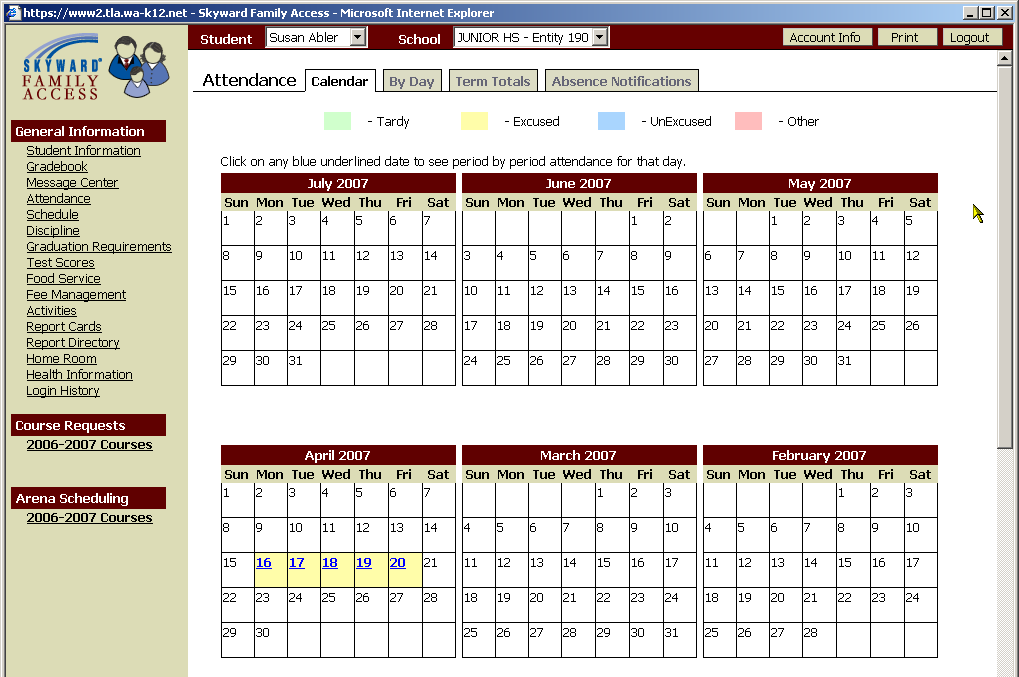 https://www2.tla.wa-k12.net - Skyward Family Access - Microsoft Internet Explorer
Student Susan Abler School JUNIOR HS - Entity 190 Account Info Print Logout
SKYWARD®
FAMILY
ACCESS
General Information
Student Information
Gradebook
Message Center
Attendance
Schedule
Discipline
Graduation Requirements
Test Scores
Food Service
Fee Management
Activities
Report Cards
Report Directory
Home Room
Health Information
Login History
Course Requests
2006-2007 Courses
Arena Scheduling
2006-2007 Courses
Attendance Calendar By Day Term Totals Absence Notifications
- Tardy - Excused - UnExcused - Other
Click on any blue underlined date to see period by period attendance for that day.
July 2007
Sun Mon Tue Wed Thu Fri Sat
1 2 3 4 5 6 7
8 9 10 11 12 13 14
15 16 17 18 19 20 21
22 23 24 25 26 27 28
29 30 31
June 2007
Sun Mon Tue Wed Thu Fri Sat
1 2
3 4 5 6 7 8 9
10 11 12 13 14 15 16
17 18 19 20 21 22 23
24 25 26 27 28 29 30
May 2007
Sun Mon Tue Wed Thu Fri Sat
1 2 3 4 5
6 7 8 9 10 11 12
13 14 15 16 17 18 19
20 21 22 23 24 25 26
27 28 29 30 31
April 2007
Sun Mon Tue Wed Thu Fri Sat
1 2 3 4 5 6 7
8 9 10 11 12 13 14
15 16 17 18 19 20 21
22 23 24 25 26 27 28
29 30
March 2007
Sun Mon Tue Wed Thu Fri Sat
1 2 3
4 5 6 7 8 9 10
11 12 13 14 15 16 17
18 19 20 21 22 23 24
25 26 27 28 29 30 31
February 2007
Sun Mon Tue Wed Thu Fri Sat
1 2 3
4 5 6 7 8 9 10
11 12 13 14 15 16 17
18 19 20 21 22 23 24
25 26 27 28